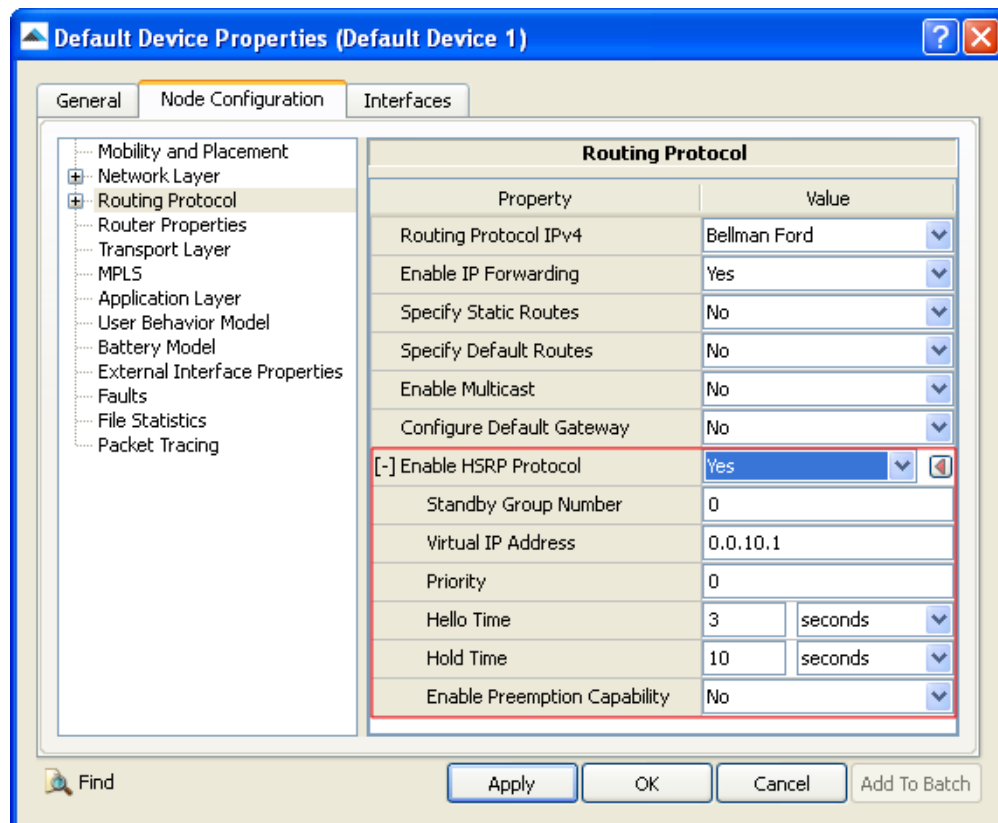 Default Device Properties (Default Device 1)
?
X
General
Node Configuration
Interfaces
Mobility and Placement
Network Layer
Routing Protocol
Router Properties
Transport Layer
MPLS
Application Layer
User Behavior Model
Battery Model
External Interface Properties
Faults
File Statistics
Packet Tracing
Routing Protocol
Property Value
Routing Protocol IPv4 Bellman Ford
Enable IP Forwarding Yes
Specify Static Routes No
Specify Default Routes No
Enable Multicast No
Configure Default Gateway No
[-] Enable HSRP Protocol Yes
Standby Group Number 0
Virtual IP Address 0.0.10.1
Priority 0
Hello Time 3 seconds
Hold Time 10 seconds
Enable Preemption Capability No
Find
Apply
OK
Cancel
Add To Batch